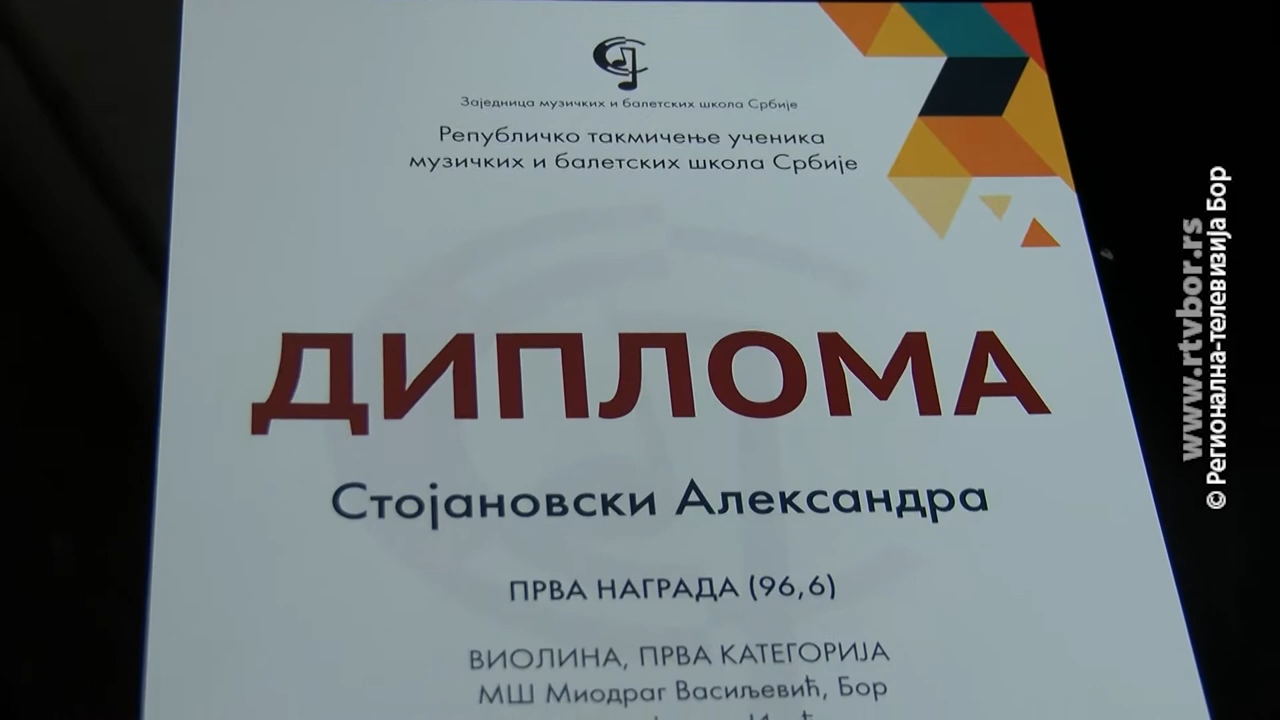 Заједница музичких и балетских школа Србије
Републичко такмичење ученика
музичких и балетских школа Србије
ДИПЛОМА
Стојановски Александра
ПРВА НАГРАДА (96,6)
ВИОЛИНА, ПРВА КАТЕГОРИЈА
МШ Миодраг Васиљевић, Бор
www.rtvbor.rs
© Регионална-телевизија Бор